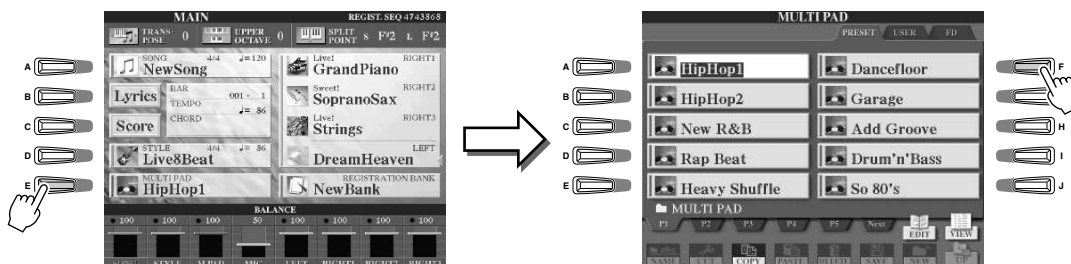 MAIN
REGIST. SEQ 4743868
TRANS-
POSE 0
UPPER
OCTAVE 0
SPLIT
POINT S F#2 L F#2
A
B
C
D
E
SONG 4/4 ♩=120
NewSong
Lyrics
BAR 001 - 1
TEMPO ♩= 86
CHORD
Score
STYLE 4/4 ♩= 86
Live8Beat
MULTI PAD
HipHop1
Live! RIGHT1
GrandPiano
Sweet! RIGHT2
SopranoSax
Live! RIGHT3
Strings
LEFT
DreamHeaven
REGISTRATION BANK
NewBank
BALANCE
100 100 100 50 100 100 100 100
SONG STYLE M.PAD MIC LEFT RIGHT1 RIGHT2 RIGHT3
MULTI PAD
PRESET USER FD
A
B
C
D
E
HipHop1
HipHop2
New R&B
Rap Beat
Heavy Shuffle
Dancefloor
Garage
Add Groove
Drum'n'Bass
So 80's
F
H
I
J
MULTI PAD
P1 P2 P3 P4 P5 Next
EDIT VIEW
NAME CUT COPY PASTE DELETE SAVE NEW UP